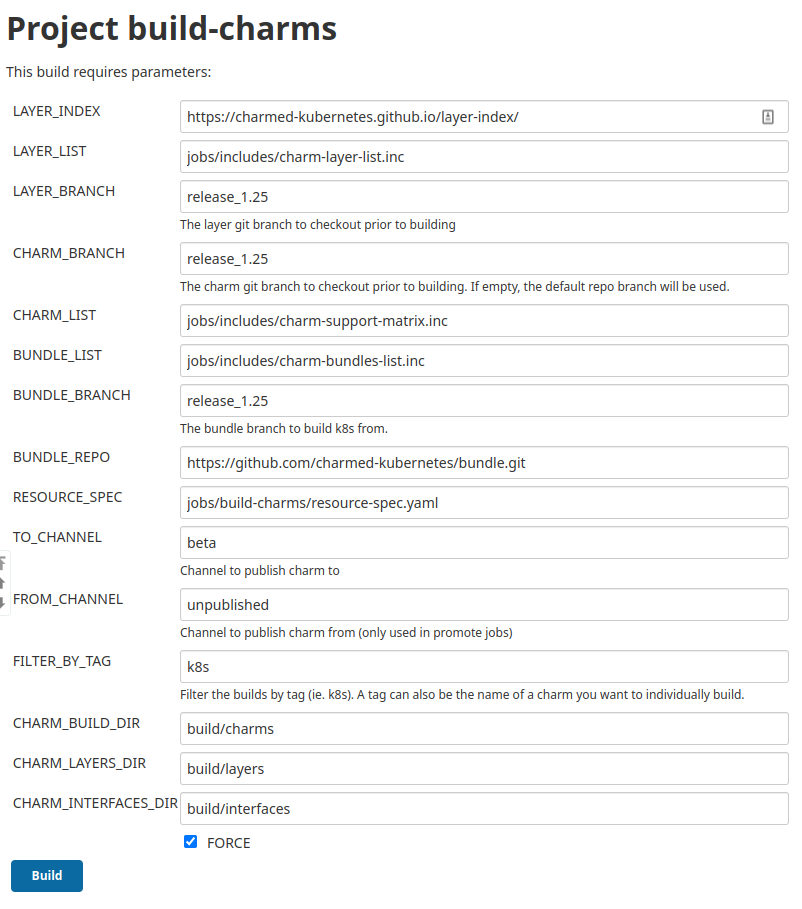 Project build-charms
This build requires parameters:
LAYER_INDEX
https://charmed-kubernetes.github.io/layer-index/
LAYER_LIST
jobs/includes/charm-layer-list.inc
LAYER_BRANCH
release_1.25
The layer git branch to checkout prior to building
CHARM_BRANCH
release_1.25
The charm git branch to checkout prior to building. If empty, the default repo branch will be used.
CHARM_LIST
jobs/includes/charm-support-matrix.inc
BUNDLE_LIST
jobs/includes/charm-bundles-list.inc
BUNDLE_BRANCH
release_1.25
The bundle branch to build k8s from.
BUNDLE_REPO
https://github.com/charmed-kubernetes/bundle.git
RESOURCE_SPEC
jobs/build-charms/resource-spec.yaml
TO_CHANNEL
beta
Channel to publish charm to
FROM_CHANNEL
unpublished
Channel to publish charm from (only used in promote jobs)
FILTER_BY_TAG
k8s
Filter the builds by tag (ie. k8s). A tag can also be the name of a charm you want to individually build.
CHARM_BUILD_DIR
build/charms
CHARM_LAYERS_DIR
build/layers
CHARM_INTERFACES_DIR
build/interfaces
FORCE
Build